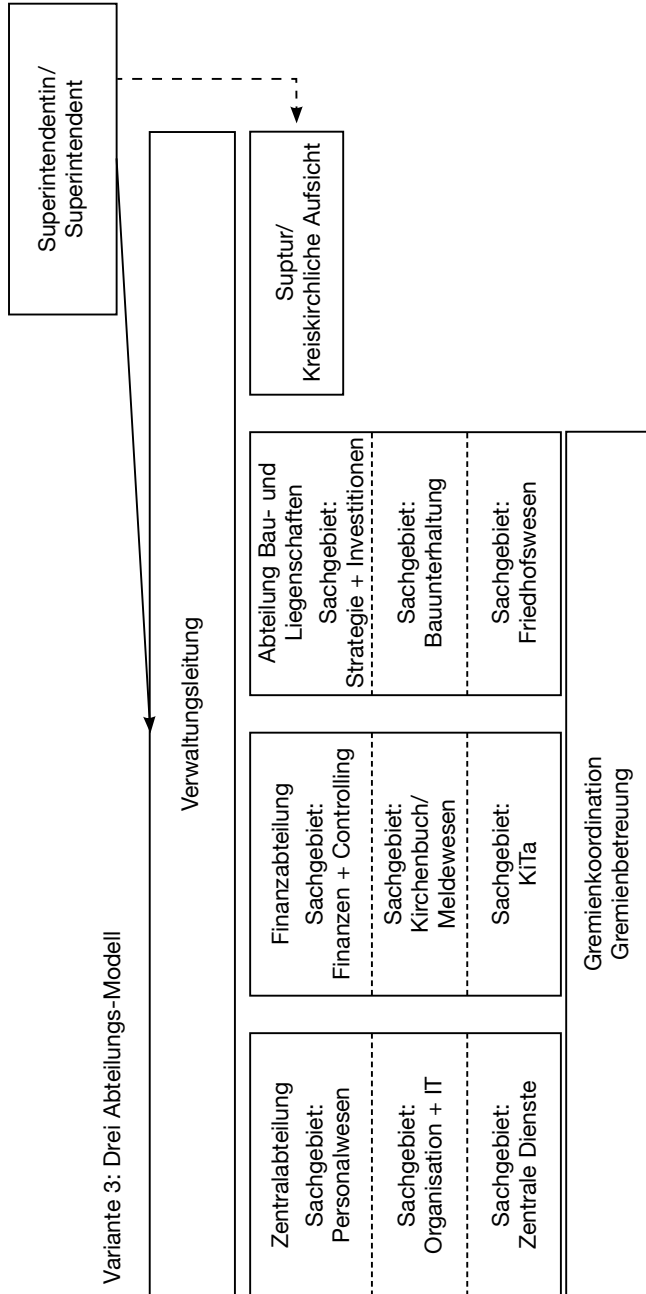 Variante 3: Drei Abteilungs-Modell
Superintendentin/
Superintendent
Verwaltungsleitung
Zentralabteilung
Sachgebiet:
Personalwesen
Sachgebiet:
Organisation + IT
Sachgebiet:
Zentrale Dienste
Finanzabteilung
Sachgebiet:
Finanzen + Controlling
Sachgebiet:
Kirchenbuch/
Meldewesen
Sachgebiet:
KiTa
Abteilung Bau- und
Liegenschaften
Sachgebiet:
Strategie + Investitionen
Sachgebiet:
Bauunterhaltung
Sachgebiet:
Friedhofswesen
Suptur/
Kreiskirchliche Aufsicht
Gremienkoordination
Gremienbetreuung